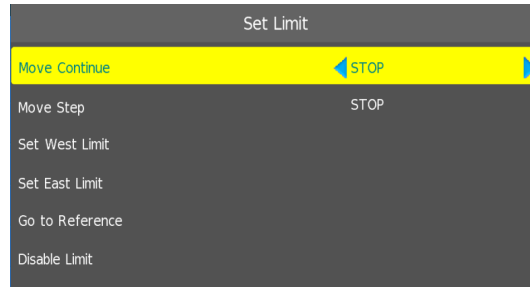 Set Limit
Move Continue STOP
Move Step STOP
Set West Limit
Set East Limit
Go to Reference
Disable Limit